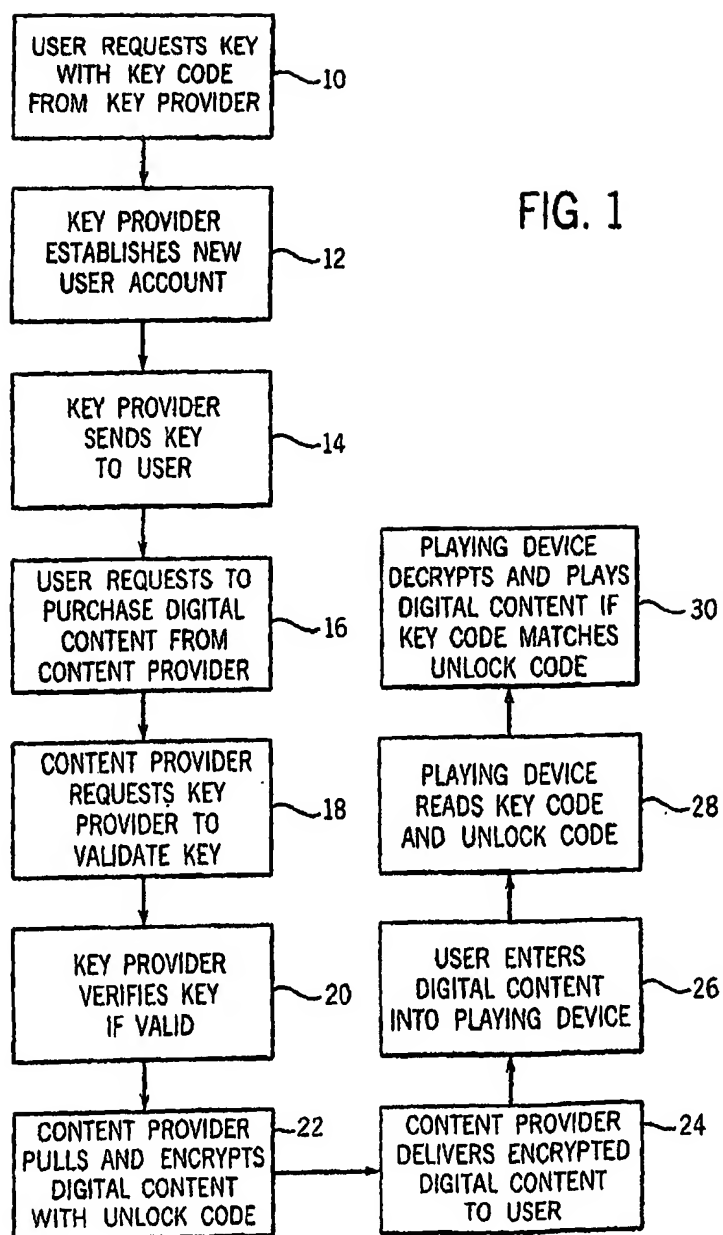 USER REQUESTS KEY
WITH KEY CODE
FROM KEY PROVIDER
10
FIG. 1
KEY PROVIDER
ESTABLISHES NEW
USER ACCOUNT
12
KEY PROVIDER
SENDS KEY
TO USER
14
USER REQUESTS TO
PURCHASE DIGITAL
CONTENT FROM
CONTENT PROVIDER
16
CONTENT PROVIDER
REQUESTS KEY
PROVIDER TO
VALIDATE KEY
18
KEY PROVIDER
VERIFIES KEY
IF VALID
20
CONTENT PROVIDER
PULLS AND ENCRYPTS
DIGITAL CONTENT
WITH UNLOCK CODE
22
CONTENT PROVIDER
DELIVERS ENCRYPTED
DIGITAL CONTENT
TO USER
24
USER ENTERS
DIGITAL CONTENT
INTO PLAYING DEVICE
26
PLAYING DEVICE
READS KEY CODE
AND UNLOCK CODE
28
PLAYING DEVICE
DECRYPTS AND PLAYS
DIGITAL CONTENT IF
KEY CODE MATCHES
UNLOCK CODE
30